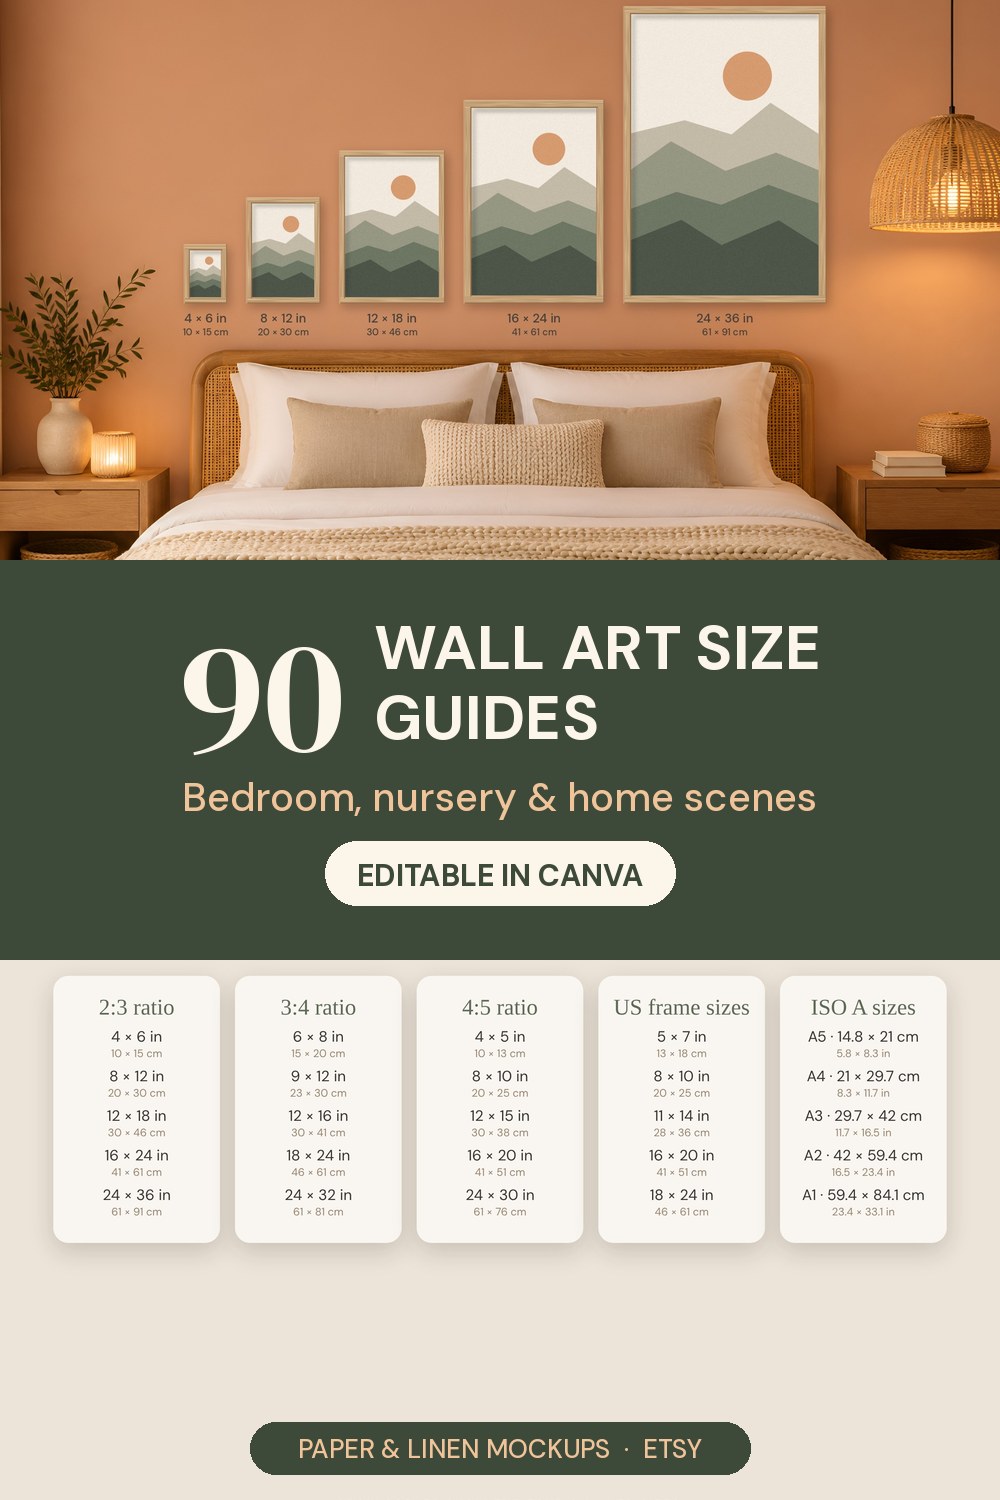 4 × 6 in
10 × 15 cm
8 × 12 in
20 × 30 cm
12 × 18 in
30 × 46 cm
16 × 24 in
41 × 61 cm
24 × 36 in
61 × 91 cm
90
WALL ART SIZE
GUIDES
Bedroom, nursery & home scenes
EDITABLE IN CANVA
2:3 ratio
4 × 6 in
10 × 15 cm
8 × 12 in
20 × 30 cm
12 × 18 in
30 × 46 cm
16 × 24 in
41 × 61 cm
24 × 36 in
61 × 91 cm
3:4 ratio
6 × 8 in
15 × 20 cm
9 × 12 in
23 × 30 cm
12 × 16 in
30 × 41 cm
18 × 24 in
46 × 61 cm
24 × 32 in
61 × 81 cm
4:5 ratio
4 × 5 in
10 × 13 cm
8 × 10 in
20 × 25 cm
12 × 15 in
30 × 38 cm
16 × 20 in
41 × 51 cm
24 × 30 in
61 × 76 cm
US frame sizes
5 × 7 in
13 × 18 cm
8 × 10 in
20 × 25 cm
11 × 14 in
28 × 36 cm
16 × 20 in
41 × 51 cm
18 × 24 in
46 × 61 cm
ISO A sizes
A5 · 14.8 × 21 cm
5.8 × 8.3 in
A4 · 21 × 29.7 cm
8.3 × 11.7 in
A3 · 29.7 × 42 cm
11.7 × 16.5 in
A2 · 42 × 59.4 cm
16.5 × 23.4 in
A1 · 59.4 × 84.1 cm
23.4 × 33.1 in
PAPER & LINEN MOCKUPS · ETSY